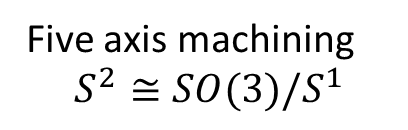 Five axis machining
S² ≅ SO(3)/S¹